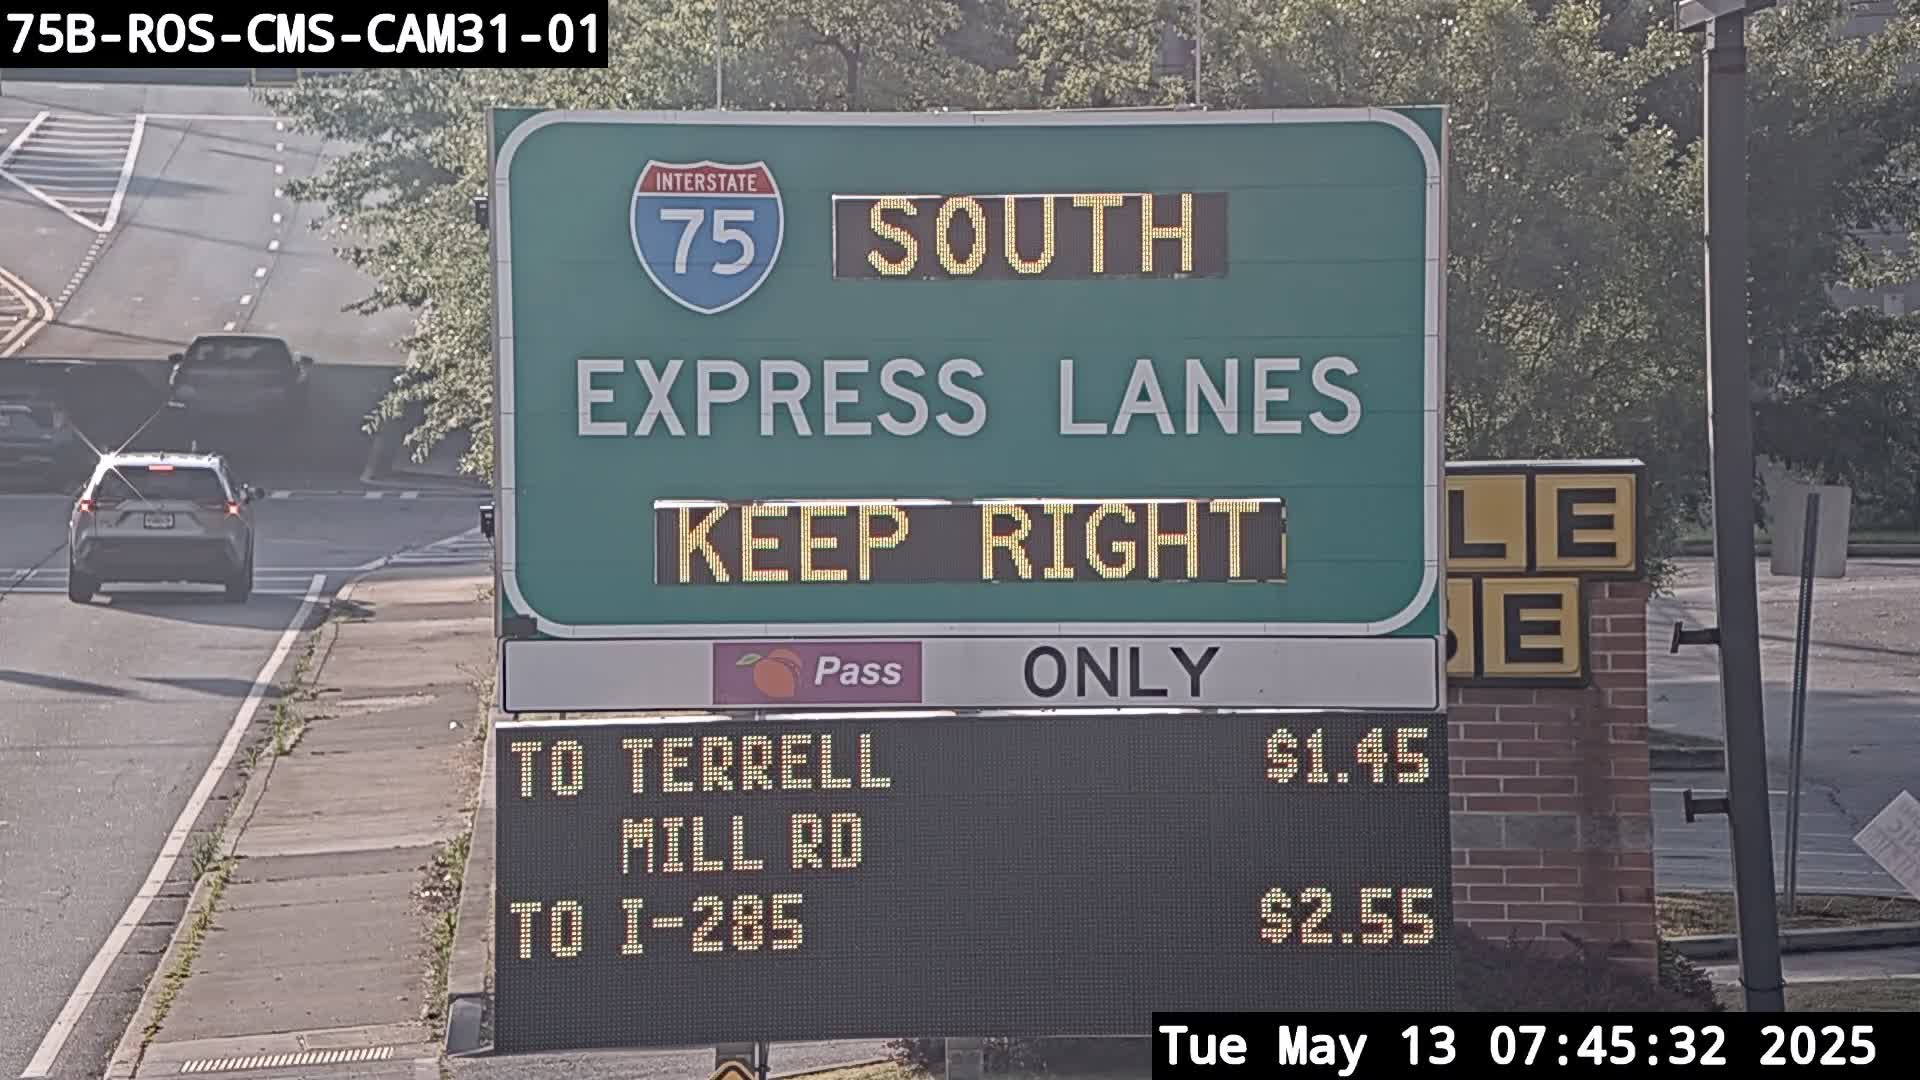 75B-ROS-CMS-CAM31-01
INTERSTATE
75
SOUTH
EXPRESS LANES
KEEP RIGHT
LE
E
Pass ONLY
TO TERRELL $1.45
MILL RD
TO I-285 $2.55
Tue May 13 07:45:32 2025